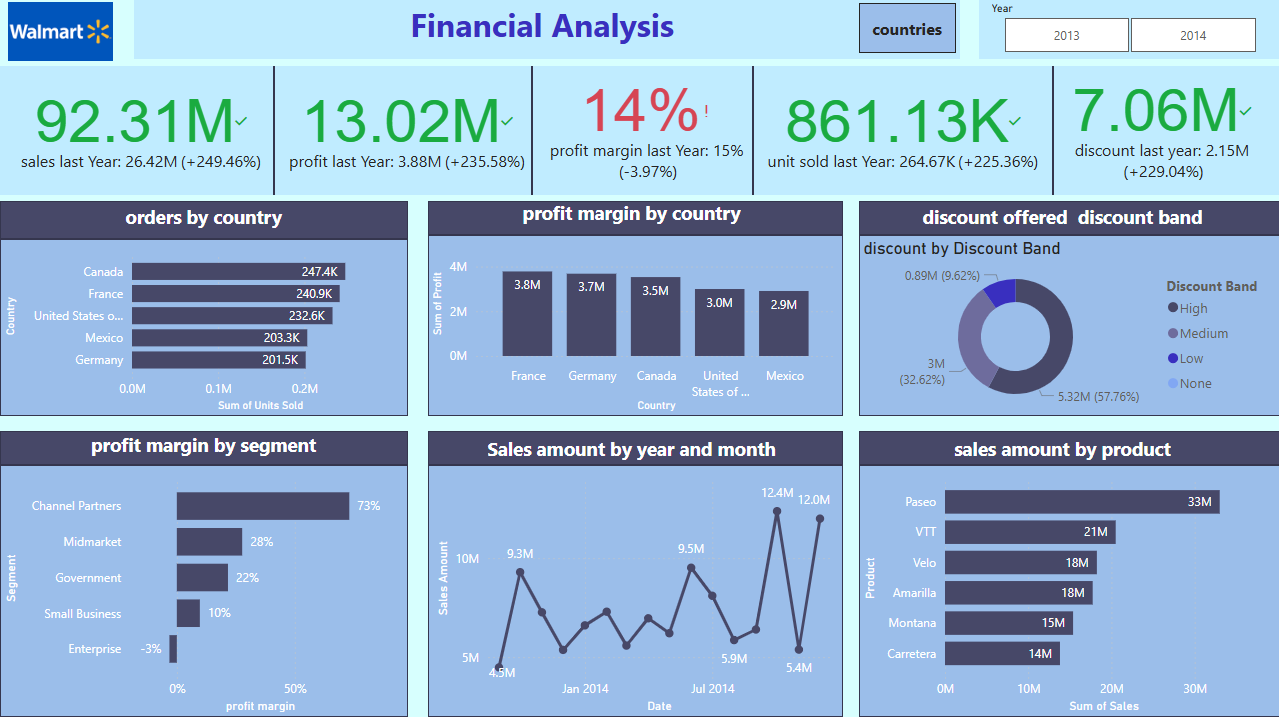 Walmart
Financial Analysis
countries
Year
2013
2014
92.31M
sales last Year: 26.42M (+249.46%)
13.02M
profit last Year: 3.88M (+235.58%)
14% !
profit margin last Year: 15%
(-3.97%)
861.13K
unit sold last Year: 264.67K (+225.36%)
7.06M
discount last year: 2.15M
(+229.04%)
orders by country
Country
Canada 247.4K
France 240.9K
United States o... 232.6K
Mexico 203.3K
Germany 201.5K
0.0M 0.1M 0.2M
Sum of Units Sold
profit margin by country
Sum of Profit
4M
2M
0M
3.8M 3.7M 3.5M 3.0M 2.9M
France Germany Canada United Mexico
States of ...
Country
discount offered discount band
discount by Discount Band
0.89M (9.62%)
3M
(32.62%)
5.32M (57.76%)
Discount Band
High
Medium
Low
None
profit margin by segment
Segment
Channel Partners 73%
Midmarket 28%
Government 22%
Small Business 10%
Enterprise -3%
0% 50%
profit margin
Sales amount by year and month
Sales Amount
10M
5M
4.5M
9.3M
9.5M
5.9M
12.4M
5.4M
12.0M
Jan 2014 Jul 2014
Date
sales amount by product
Product
Paseo 33M
VTT 21M
Velo 18M
Amarilla 18M
Montana 15M
Carretera 14M
0M 10M 20M 30M
Sum of Sales